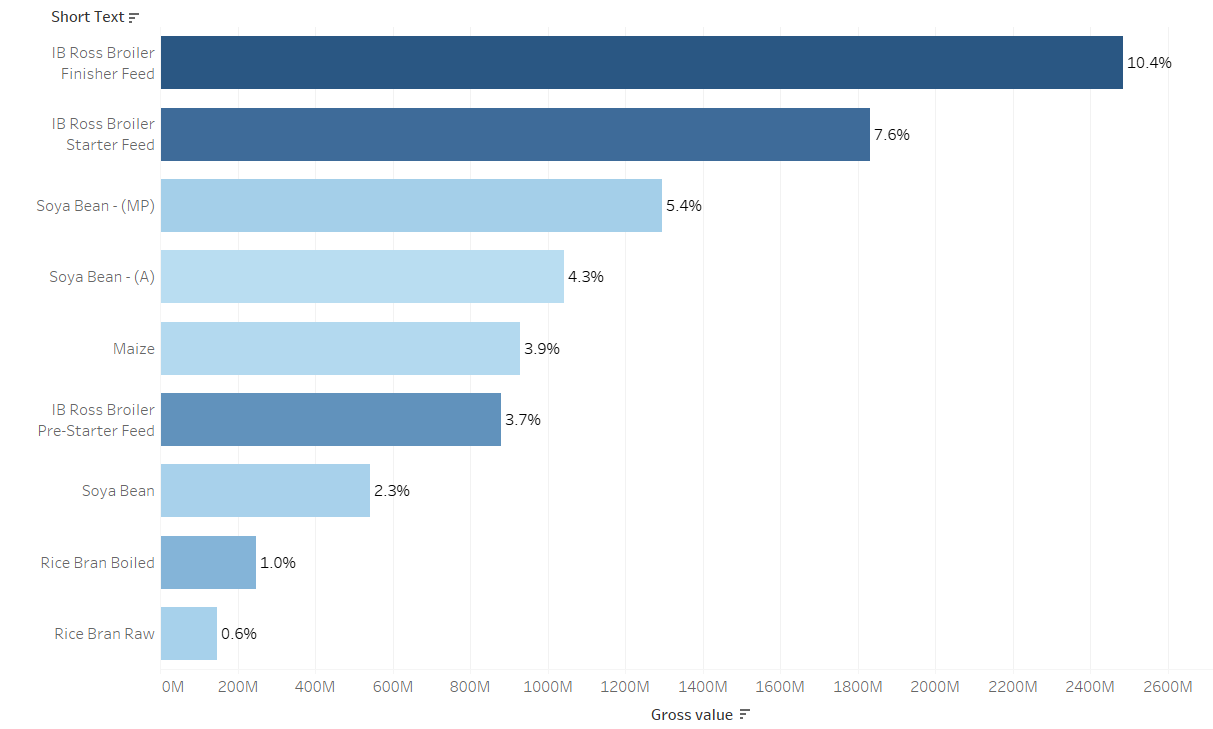 Short Text
IB Ross Broiler
Finisher Feed
10.4%
IB Ross Broiler
Starter Feed
7.6%
Soya Bean - (MP)
5.4%
Soya Bean - (A)
4.3%
Maize
3.9%
IB Ross Broiler
Pre-Starter Feed
3.7%
Soya Bean
2.3%
Rice Bran Boiled
1.0%
Rice Bran Raw
0.6%
0M 200M 400M 600M 800M 1000M 1200M 1400M 1600M 1800M 2000M 2200M 2400M 2600M
Gross value